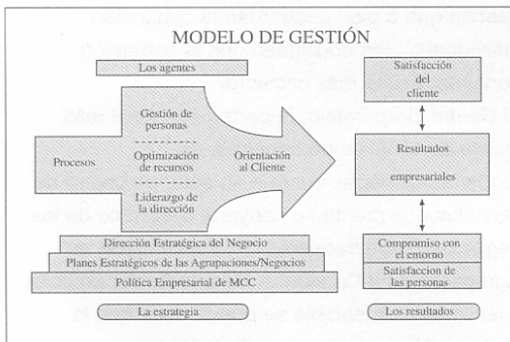 MODELO DE GESTIÓN
Los agentes
Gestión de
personas
Procesos
Optimización
de recursos
Orientación
al Cliente
Liderazgo de
la dirección
Dirección Estratégica del Negocio
Planes Estratégicos de las Agrupaciones/Negocios
Política Empresarial de MCC
La estrategia
Satisfacción
del
cliente
Resultados
empresariales
Compromiso con
el entorno
Satisfaccion de
las personas
Los resultados